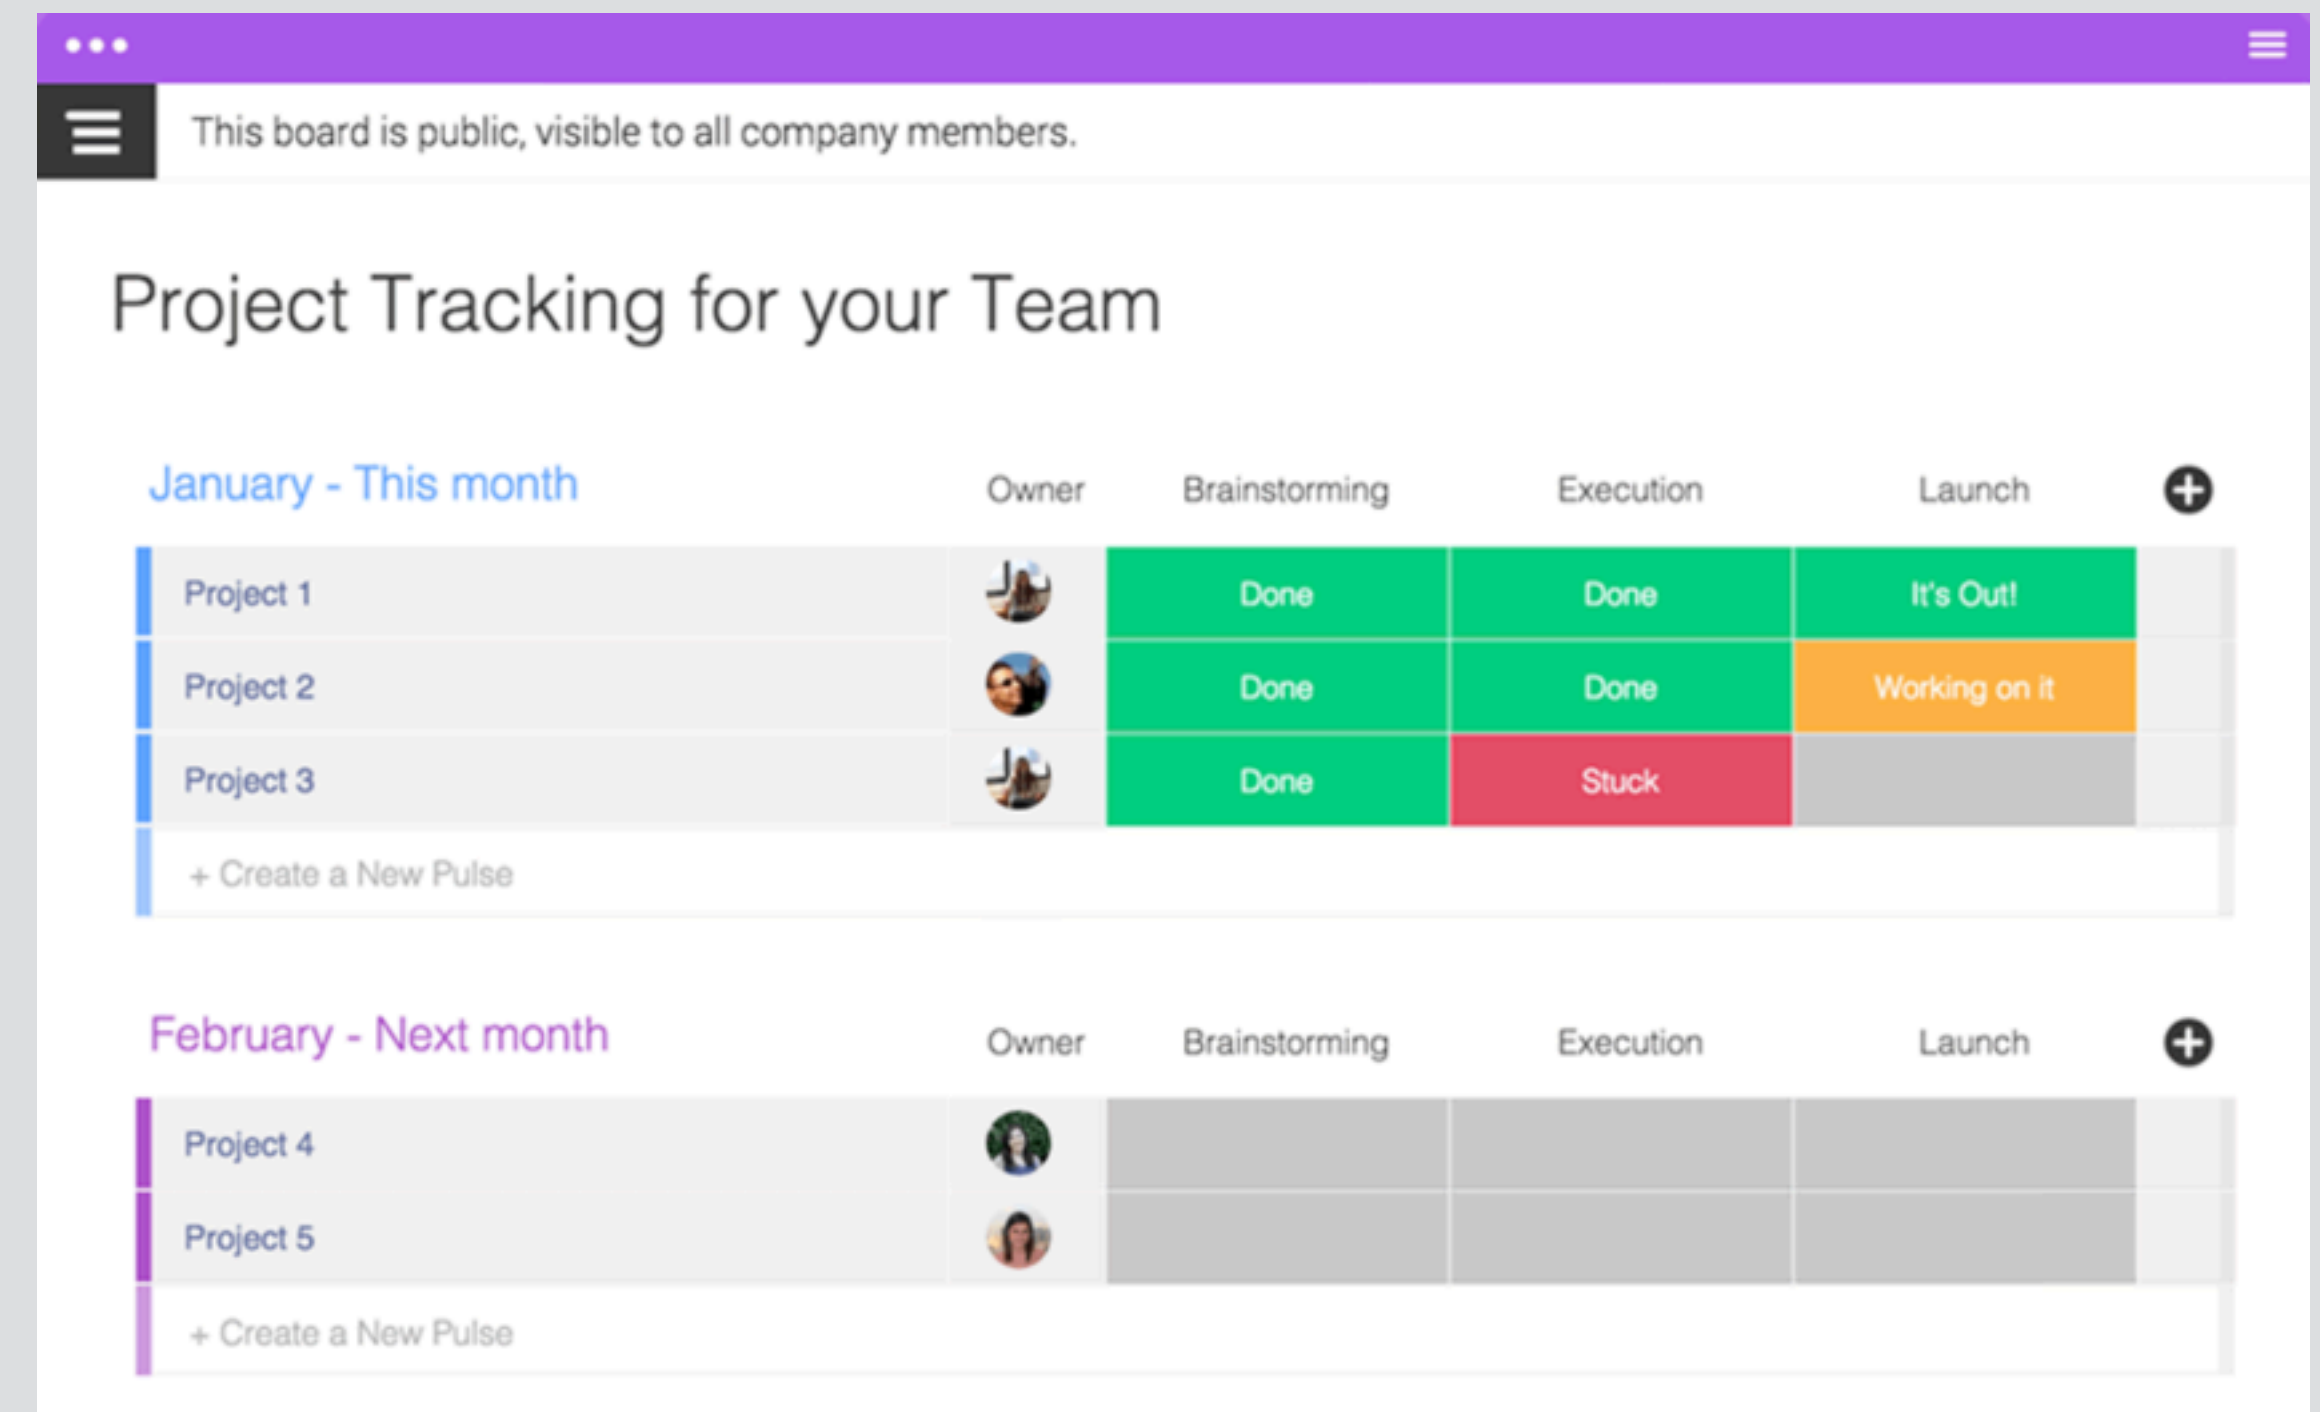 This board is public, visible to all company members.
Project Tracking for your Team
January - This month Owner Brainstorming Execution Launch
Project 1 Done Done It's Out!
Project 2 Done Done Working on it
Project 3 Done Stuck
+ Create a New Pulse
February - Next month Owner Brainstorming Execution Launch
Project 4
Project 5
+ Create a New Pulse